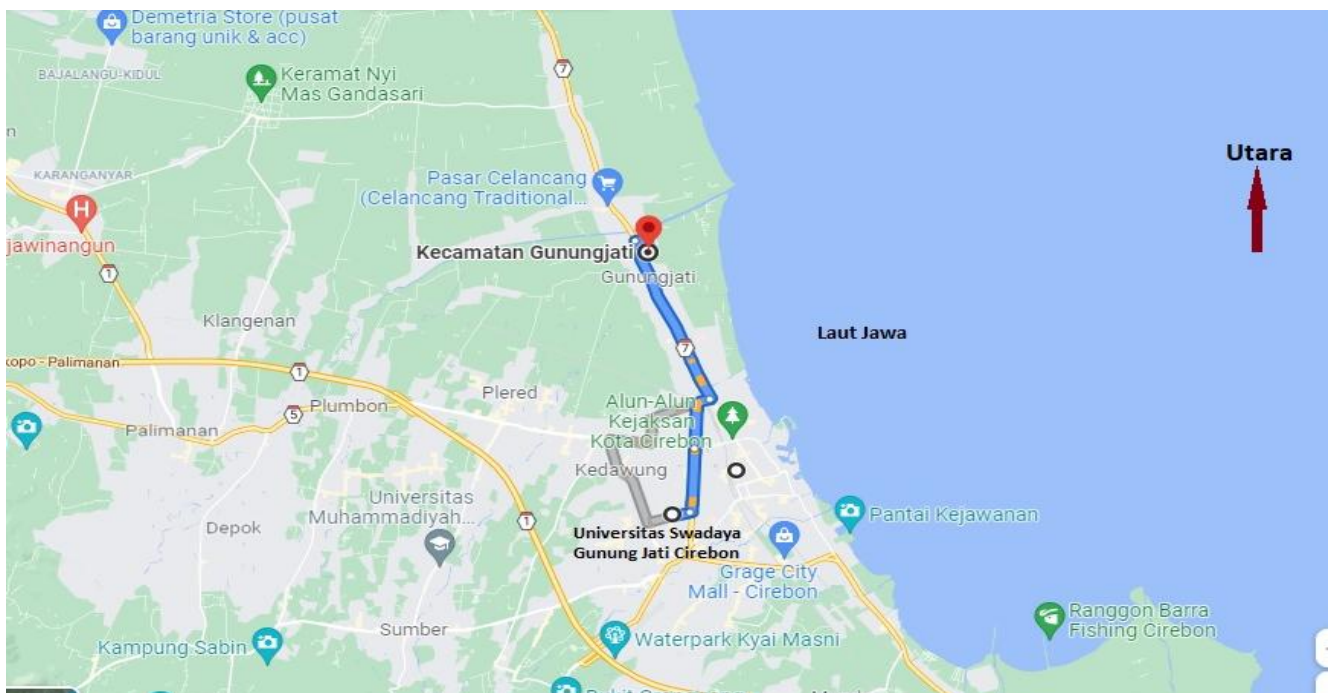 Demetria Store (pusat
barang unik & acc)
BAJALANGU-KIDUL
Keramat Nyi
Mas Gandasari
7
n
Utara
KARANGANYAR
Pasar Celancang
(Celancang Traditional...
H
jawinangun
1
Kecamatan Gunungjati
Gunungjati
Klangenan
Laut Jawa
7
kopo - Palimanan
1
Plered
Plumbon
5
Palimanan
Alun-Alun
Kejaksan
Kota Cirebon
Kedawung
Universitas
Muhammadiyah...
1
Depok
Universitas Swadaya
Gunung Jati Cirebon
Pantai Kejawanan
Grage City
Mall - Cirebon
Ranggon Barra
Fishing Cirebon
Sumber
Kampung Sabin
Waterpark Kyai Masni